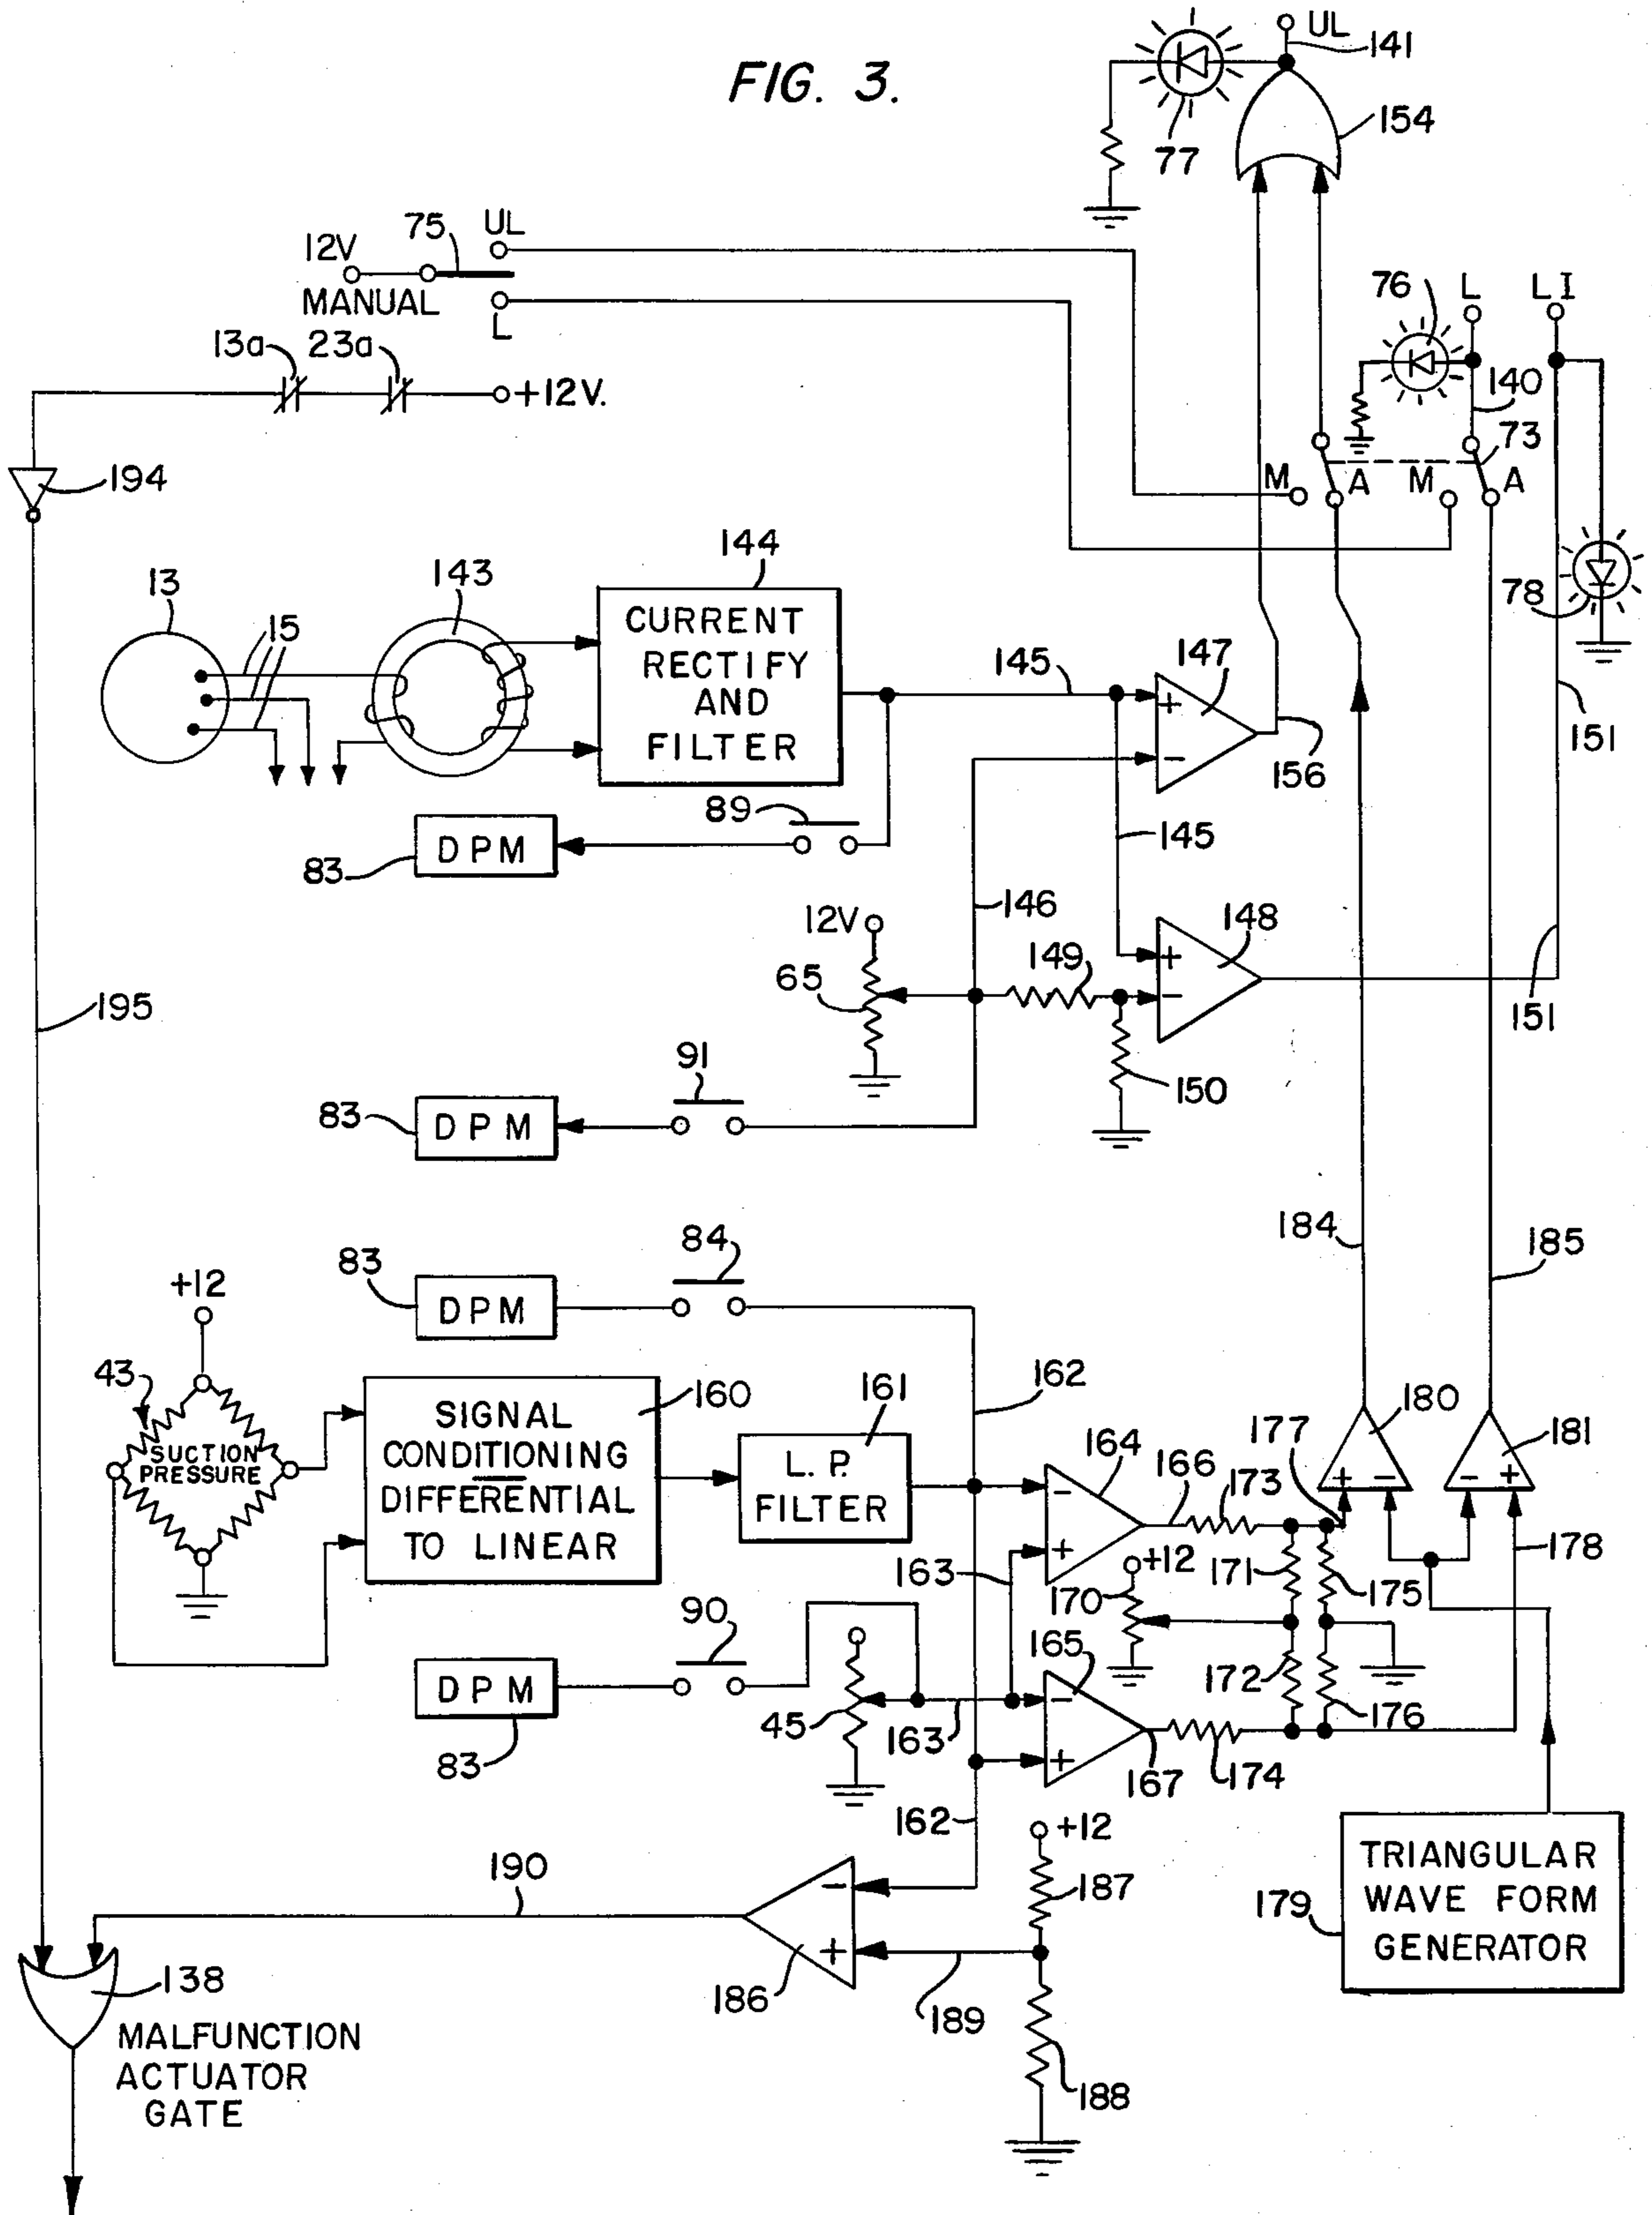 FIG. 3.
UL
141
154
77
75
UL
12V
MANUAL
L
76
L
LI
13a
23a
+12V.
140
73
M
A
M
A
194
144
13
143
15
CURRENT
RECTIFY
AND
FILTER
78
145
147
+
−
156
151
89
DPM
83
145
146
12V
65
149
148
+
−
195
151
91
150
83
DPM
84
184
185
83
DPM
+12
43
SUCTION
PRESSURE
160
SIGNAL
CONDITIONING
DIFFERENTIAL
TO LINEAR
161
L.P.
FILTER
162
164
−
+
166
173
177
180
+ −
181
− +
178
163
+12
170
171
175
90
165
172
DPM
83
45
163
−
+
176
167
174
162
+12
187
190
−
+
186
189
188
179
TRIANGULAR
WAVE FORM
GENERATOR
138
MALFUNCTION
ACTUATOR
GATE